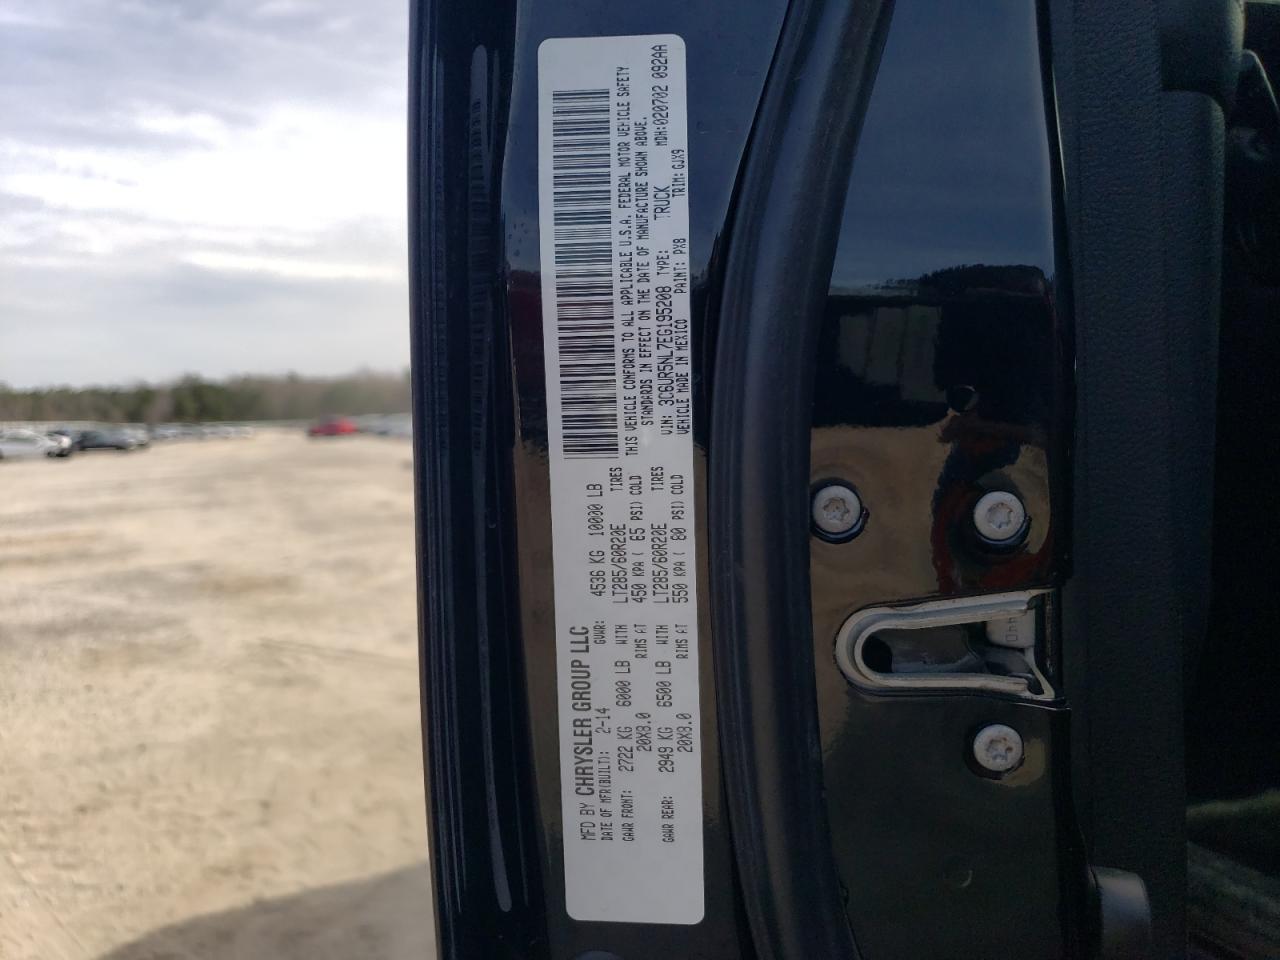 MFD BY CHRYSLER GROUP LLC
DATE OF MFR(BUILT): 2-14 GVWR: 4536 KG 10000 LB
GAWR FRONT: 2722 KG 6000 LB WITH LT285/60R20E TIRES
20X8.0 RIMS AT 450 KPA( 65 PSI) COLD
GAWR REAR: 2949 KG 6500 LB WITH LT285/60R20E TIRES
20X8.0 RIMS AT 550 KPA( 80 PSI) COLD
THIS VEHICLE CONFORMS TO ALL APPLICABLE U.S.A. FEDERAL MOTOR VEHICLE SAFETY
STANDARDS IN EFFECT ON THE DATE OF MANUFACTURE SHOWN ABOVE.
VIN: 3C6UR5NL7EG195208 TYPE: TRUCK MDH:020702 092AA
VEHICLE MADE IN MEXICO PAINT: PX8 TRIM: GJX9